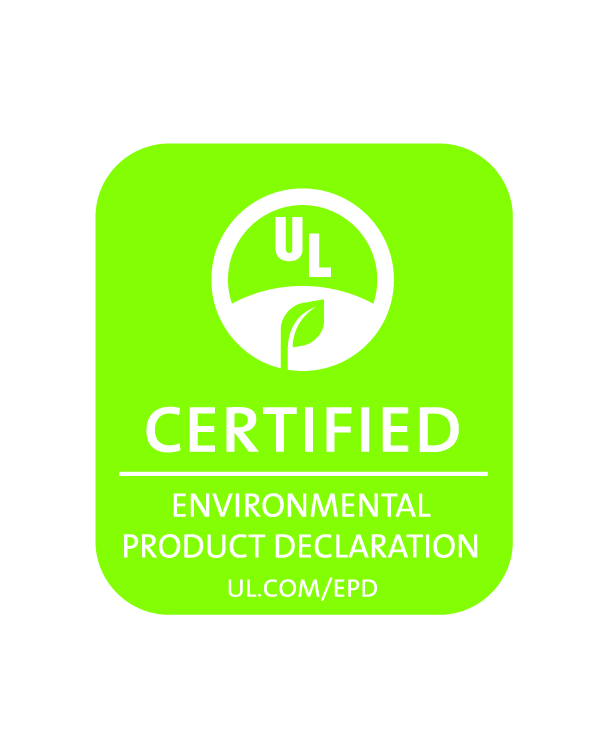 UL
CERTIFIED
ENVIRONMENTAL
PRODUCT DECLARATION
UL.COM/EPD